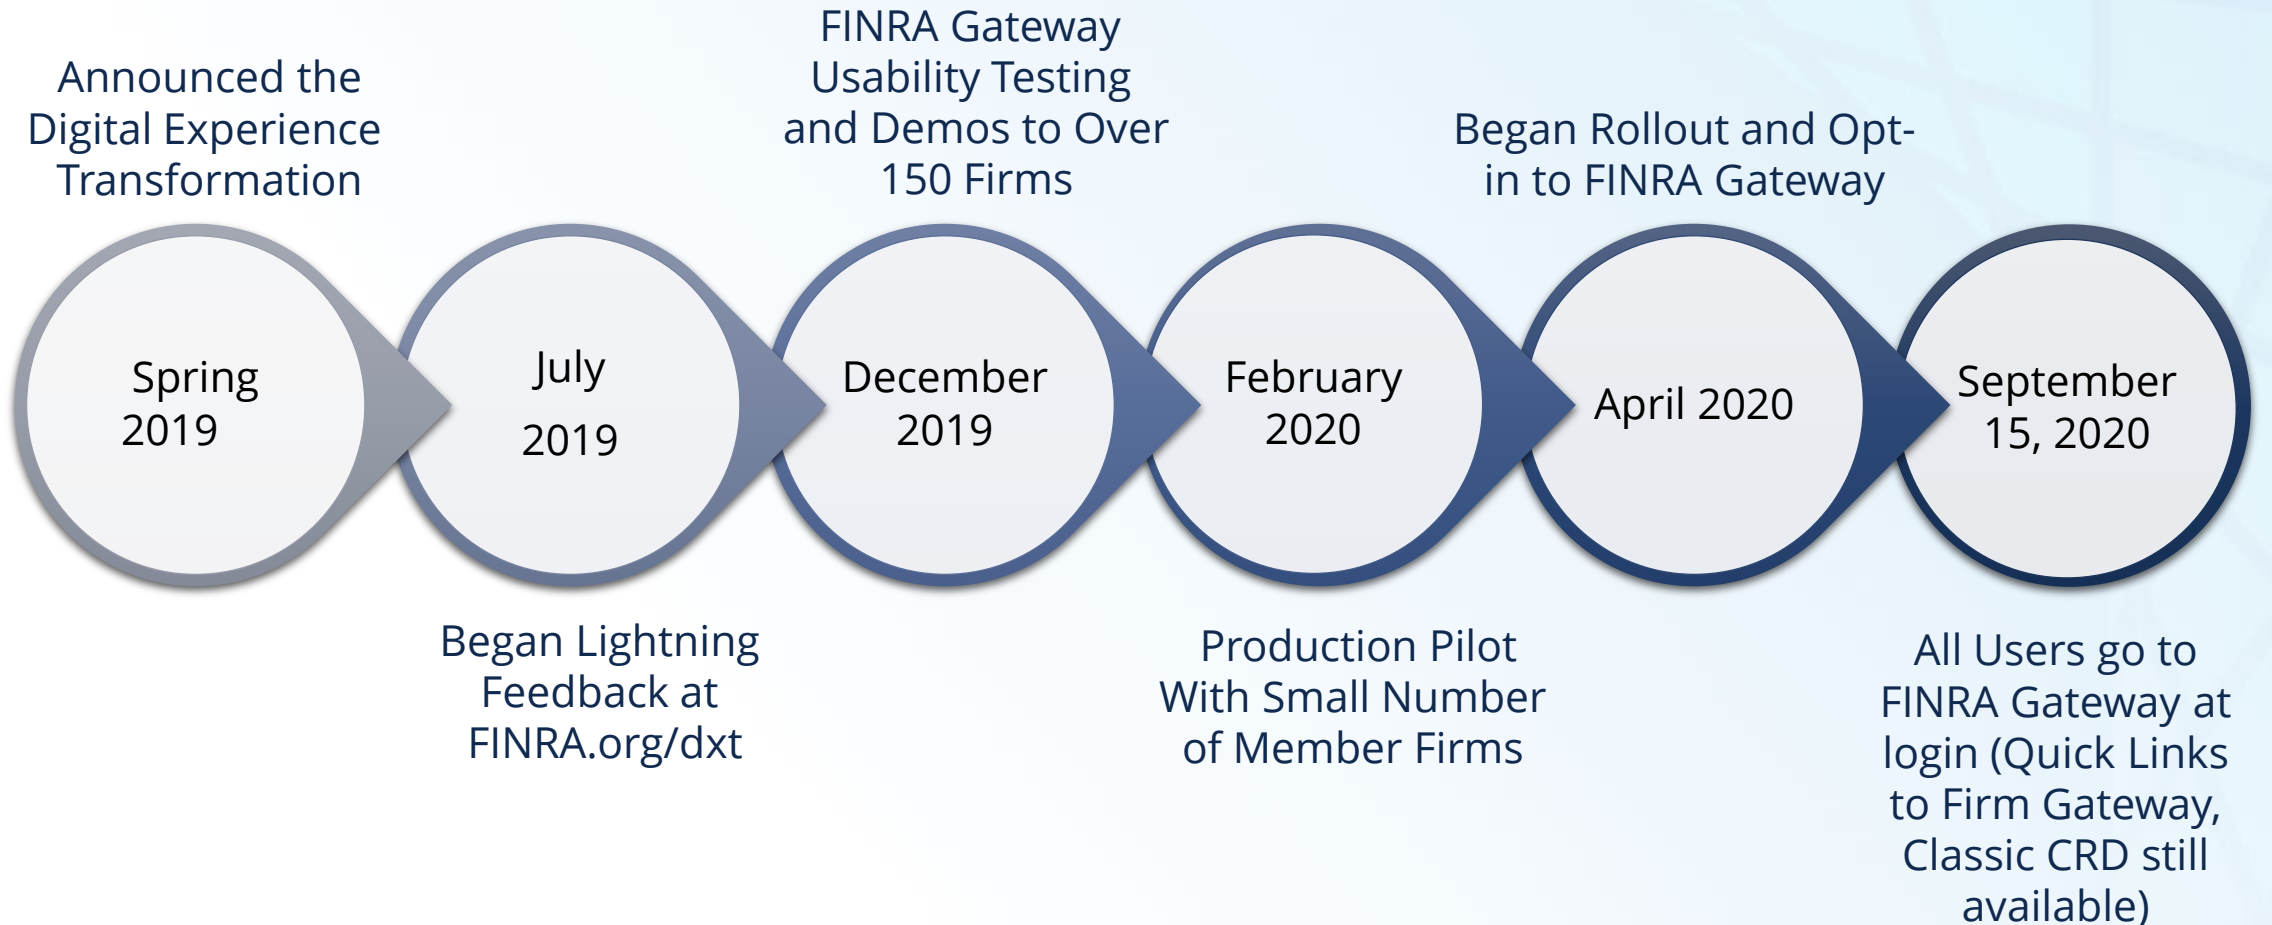 Announced the
Digital Experience
Transformation
Spring
2019
July
2019
Began Lightning
Feedback at
FINRA.org/dxt
FINRA Gateway
Usability Testing
and Demos to Over
150 Firms
December
2019
February
2020
Production Pilot
With Small Number
of Member Firms
Began Rollout and Opt-
in to FINRA Gateway
April 2020
September
15, 2020
All Users go to
FINRA Gateway at
login (Quick Links
to Firm Gateway,
Classic CRD still
available)